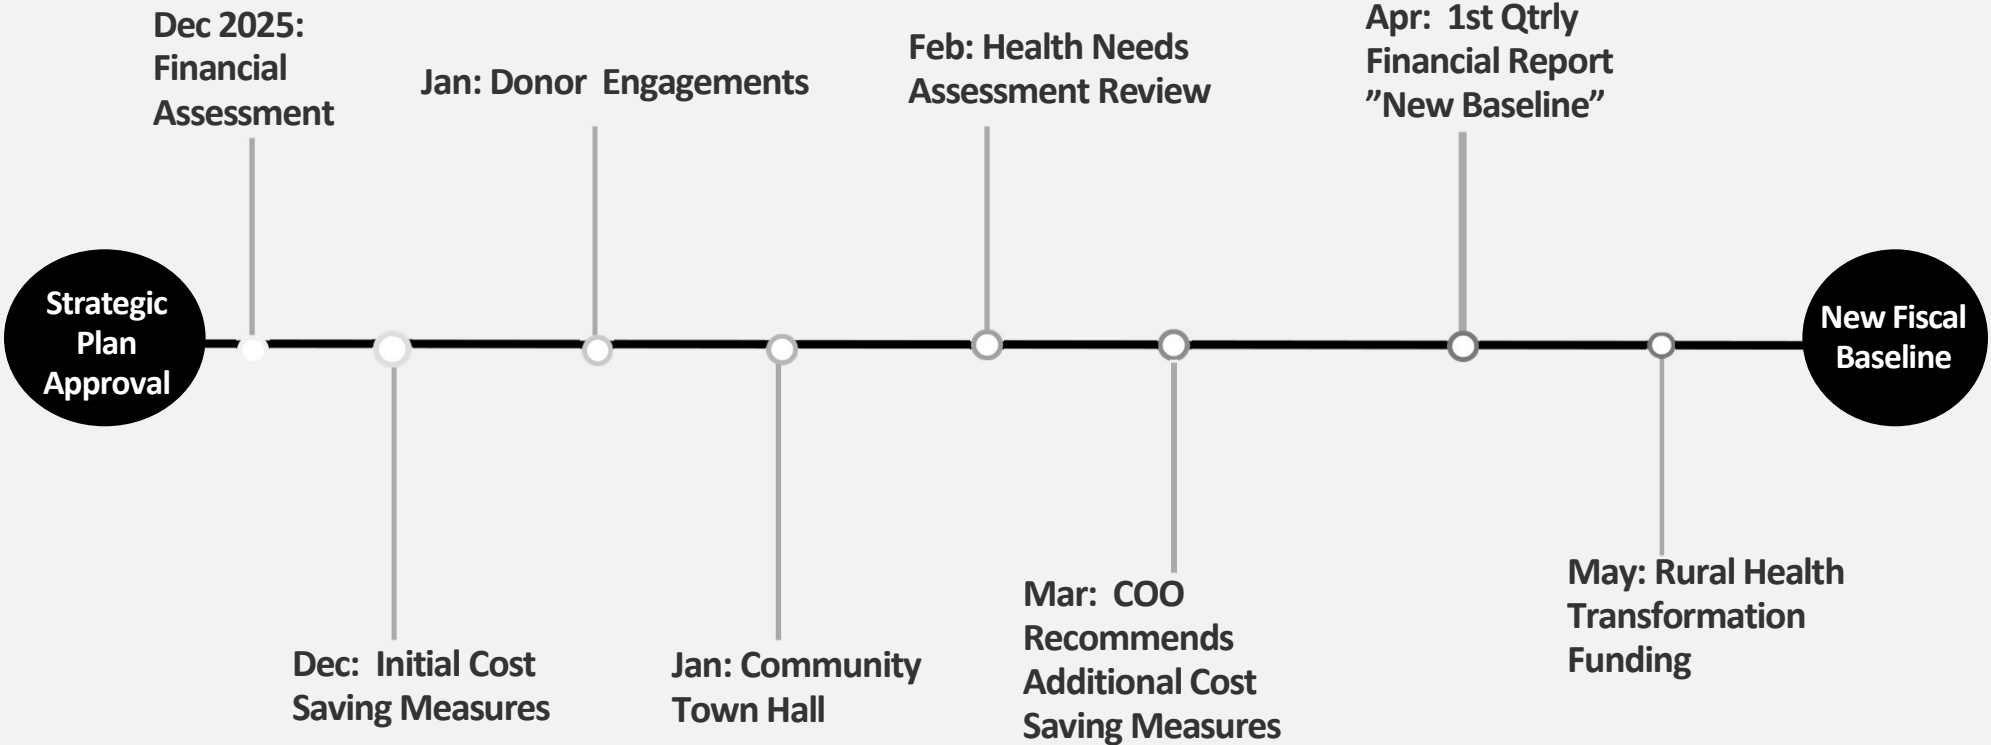 Dec 2025:
Financial
Assessment
Jan: Donor  Engagements
Feb: Health Needs
Assessment Review
Apr:  1st Qtrly
Financial Report
”New Baseline”
Strategic
Plan
Approval
New Fiscal
Baseline
Dec:  Initial Cost
Saving Measures
Jan: Community
Town Hall
Mar:  COO
Recommends
Additional Cost
Saving Measures
May: Rural Health
Transformation
Funding